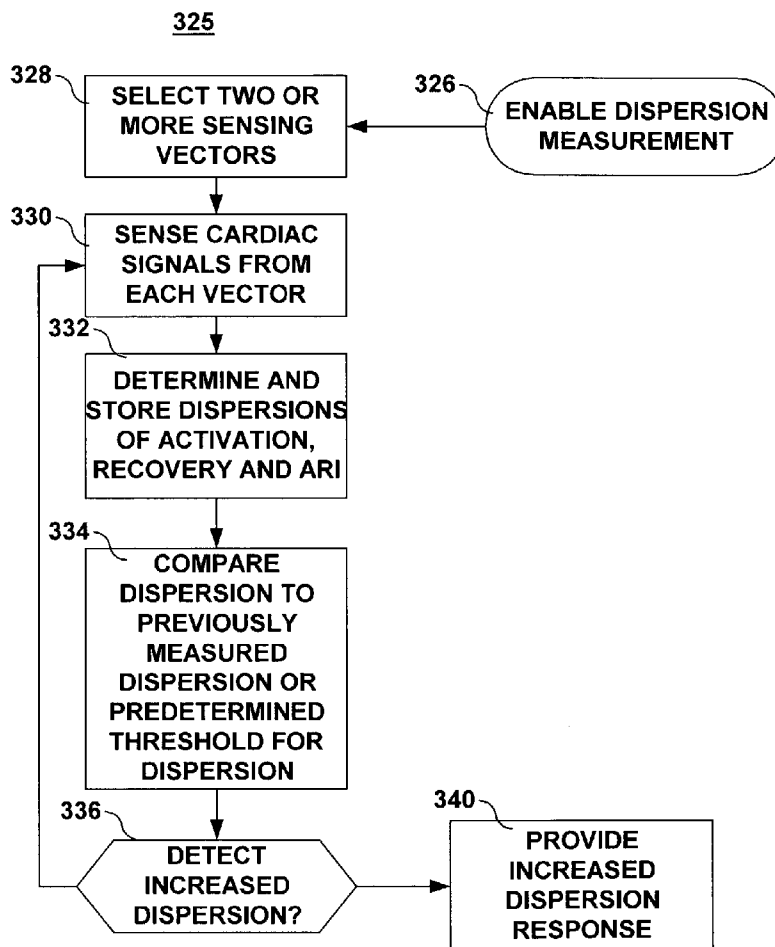 325
328
SELECT TWO OR
MORE SENSING
VECTORS
326
ENABLE DISPERSION
MEASUREMENT
330
SENSE CARDIAC
SIGNALS FROM
EACH VECTOR
332
DETERMINE AND
STORE DISPERSIONS
OF ACTIVATION,
RECOVERY AND ARI
334
COMPARE
DISPERSION TO
PREVIOUSLY
MEASURED
DISPERSION OR
PREDETERMINED
THRESHOLD FOR
DISPERSION
336
DETECT
INCREASED
DISPERSION?
340
PROVIDE
INCREASED
DISPERSION
RESPONSE